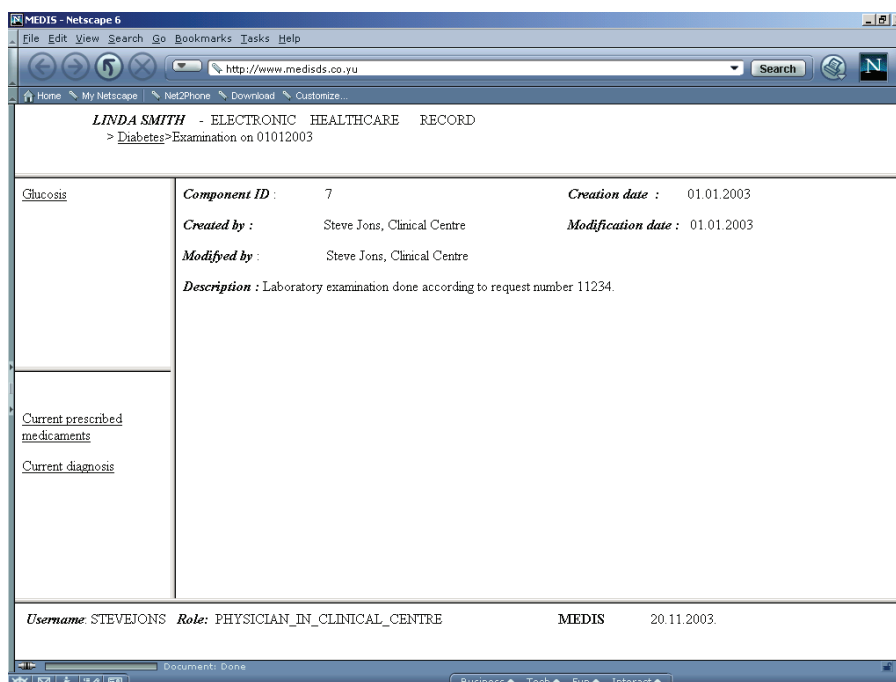 MEDIS - Netscape 6
File Edit View Search Go Bookmarks Tasks Help
http://www.medisds.co.yu Search N
Home My Netscape Net2Phone Download Customize...
LINDA SMITH - ELECTRONIC HEALTHCARE RECORD
> Diabetes>Examination on 01012003
Glucosis
Component ID : 7 Creation date : 01.01.2003
Created by : Steve Jons, Clinical Centre Modification date : 01.01.2003
Modifyed by : Steve Jons, Clinical Centre
Description : Laboratory examination done according to request number 11234.
Current prescribed
medicaments
Current diagnosis
Username: STEVEJONS Role: PHYSICIAN_IN_CLINICAL_CENTRE MEDIS 20.11.2003.
Document: Done
Business Tech Fun Interact